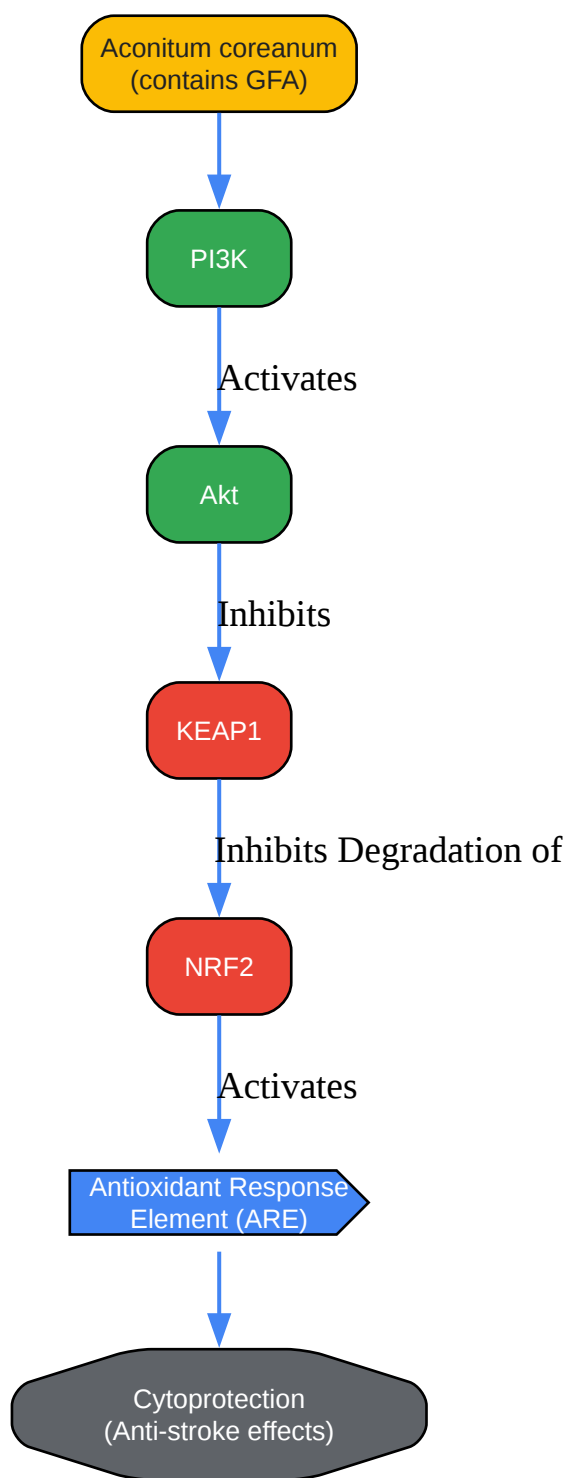 Aconitum coreanum
(contains GFA)
PI3K
Activates
Akt
Inhibits
KEAP1
Inhibits Degradation of
NRF2
Activates
Antioxidant Response
Element (ARE)
Cytoprotection
(Anti-stroke effects)